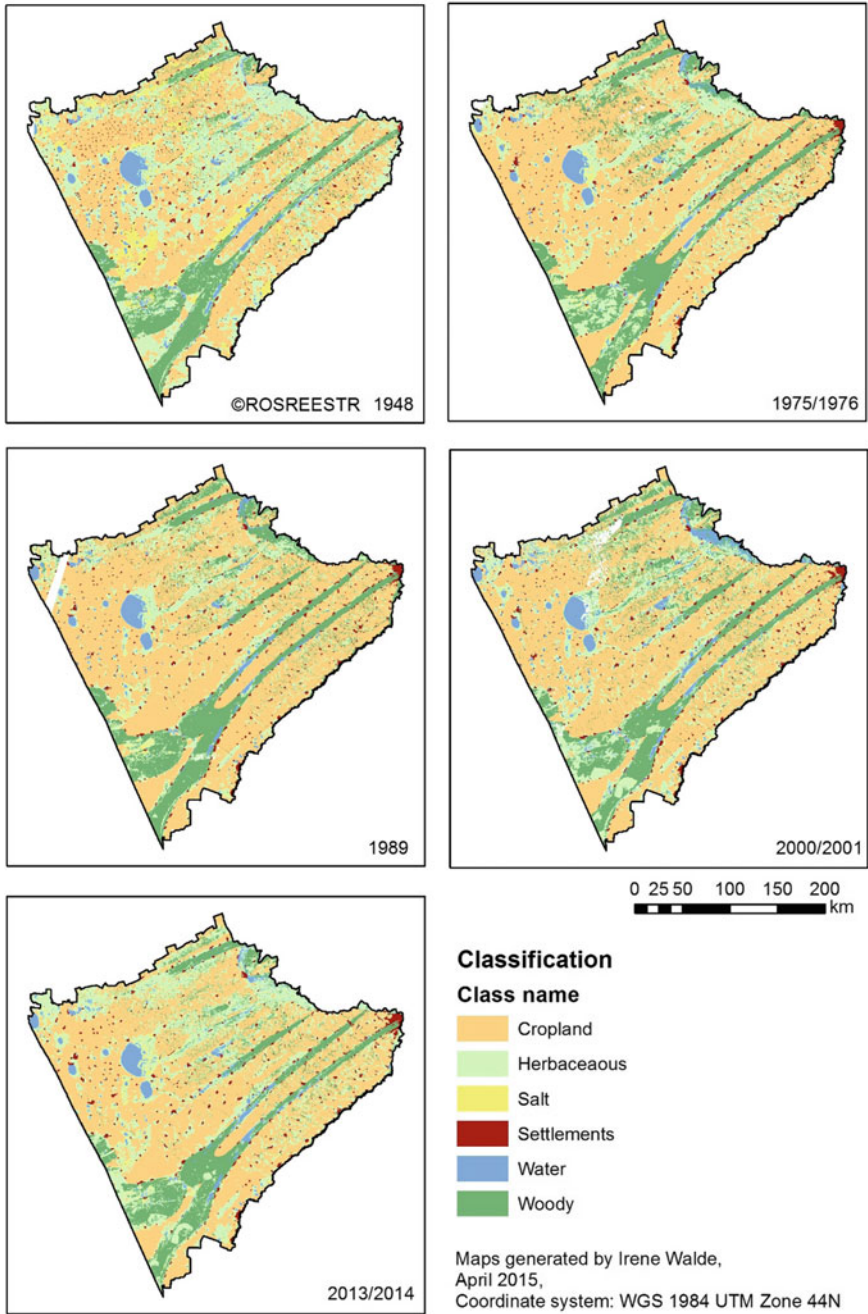 ©ROSREESTR 1948
1975/1976
1989
2000/2001
2013/2014
0 25 50 100 150 200
km
Classification
Class name
Cropland
Herbaceaous
Salt
Settlements
Water
Woody
Maps generated by Irene Walde,
April 2015,
Coordinate system: WGS 1984 UTM Zone 44N